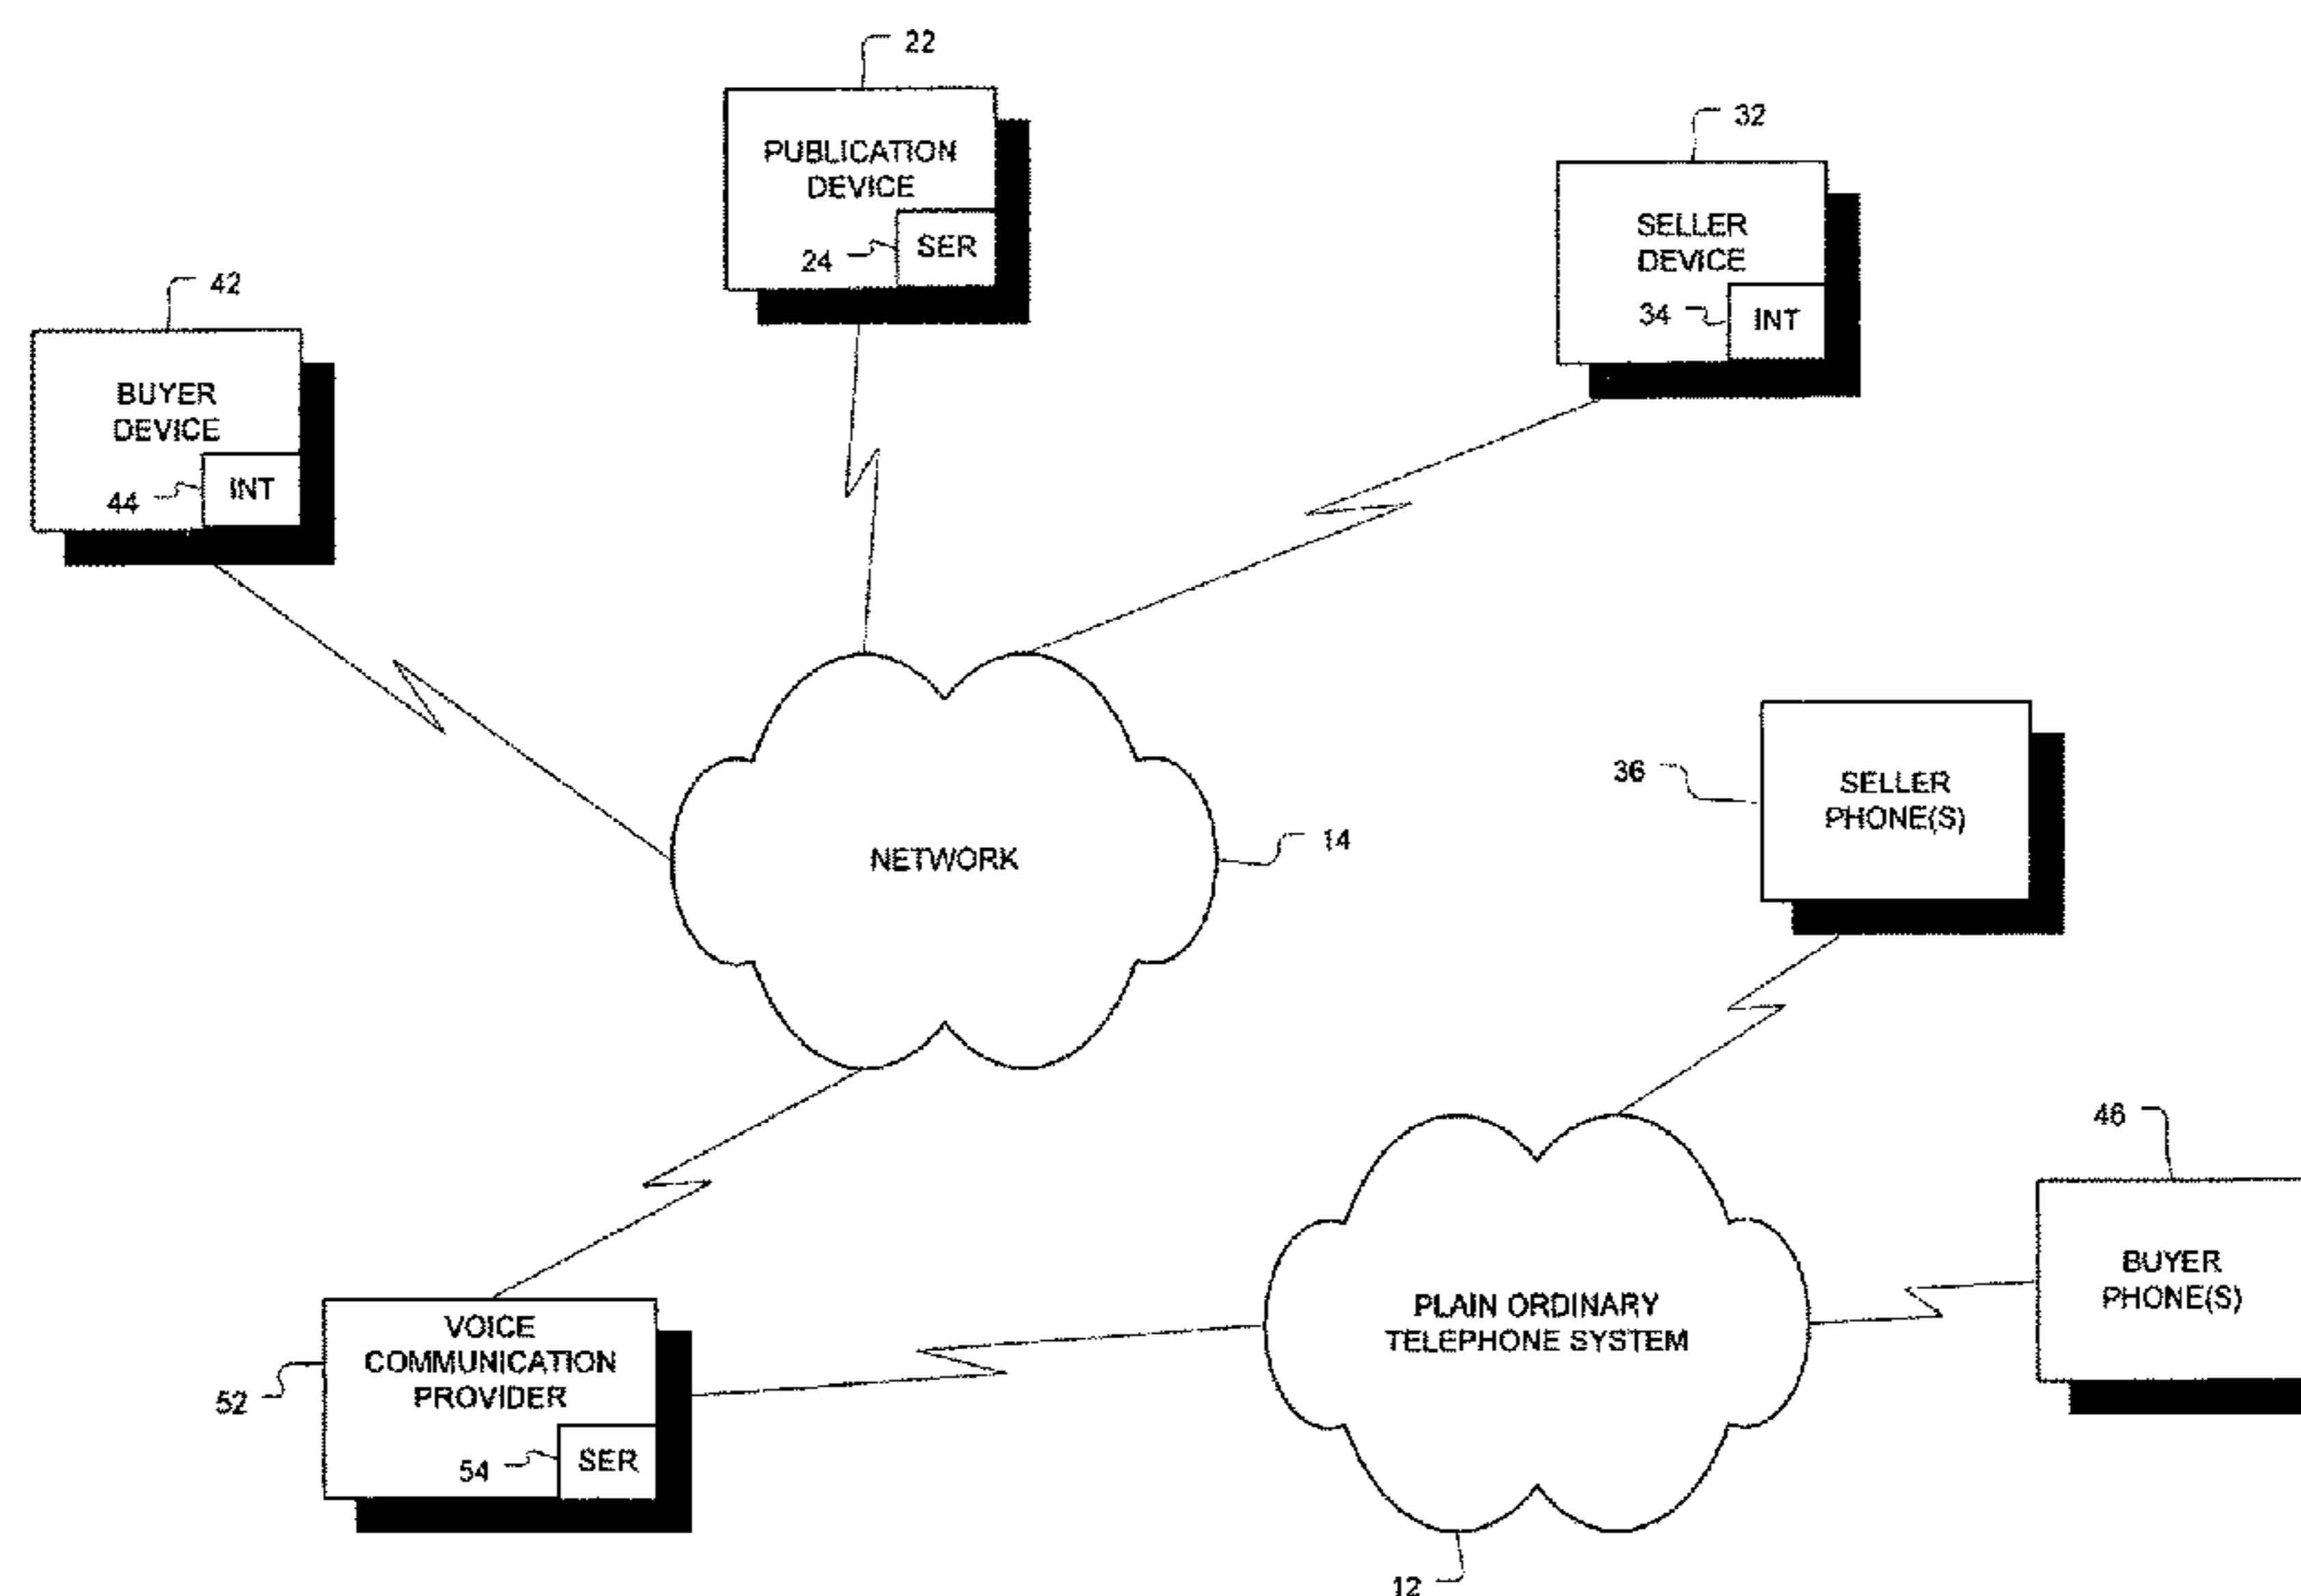 22
PUBLICATION
DEVICE
24
SER
32
SELLER
DEVICE
34
INT
42
BUYER
DEVICE
44
INT
NETWORK
14
36
SELLER
PHONE(S)
46
BUYER
PHONE(S)
PLAIN ORDINARY
TELEPHONE SYSTEM
12
VOICE
COMMUNICATION
PROVIDER
52
54
SER